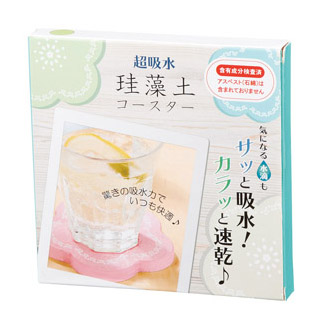 超吸水
珪藻土
コースター
含有成分検査済
アスベスト(石綿)は
含まれておりません
気になる水滴も
サッと吸水!
カラッと速乾♪
驚きの吸水力で
いつも快適♪